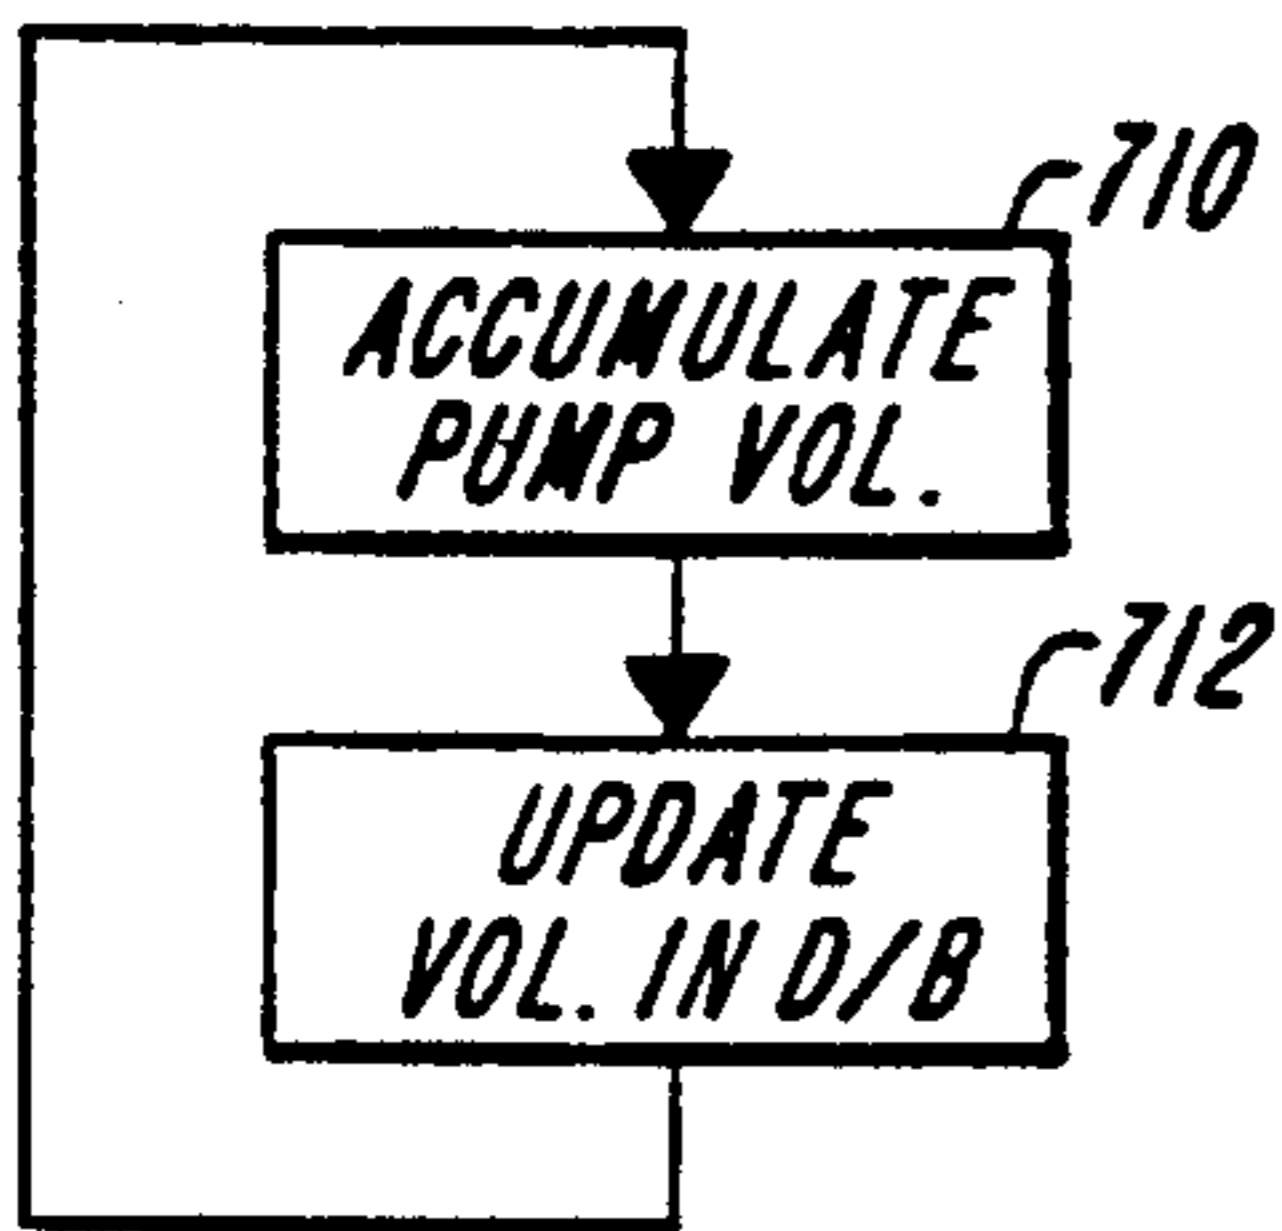 710
ACCUMULATE
PUMP VOL.
712
UPDATE
VOL. IN D/B